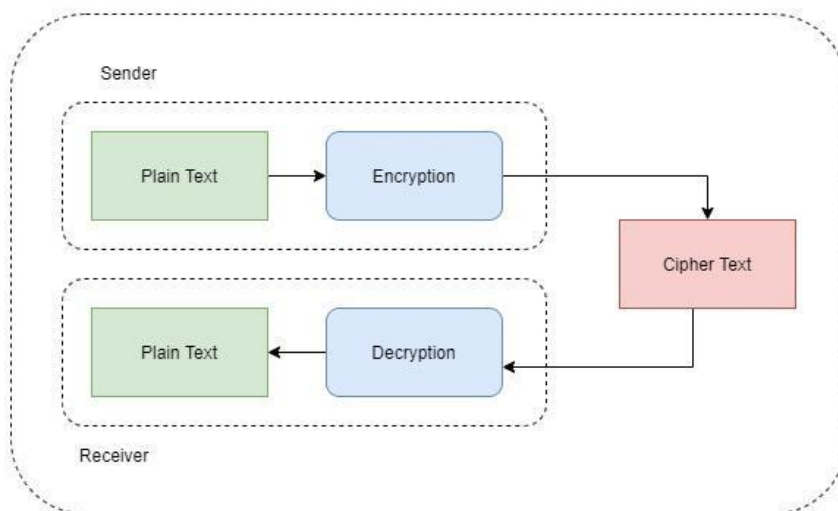 Sender
Plain Text
Encryption
Cipher Text
Plain Text
Decryption
Receiver